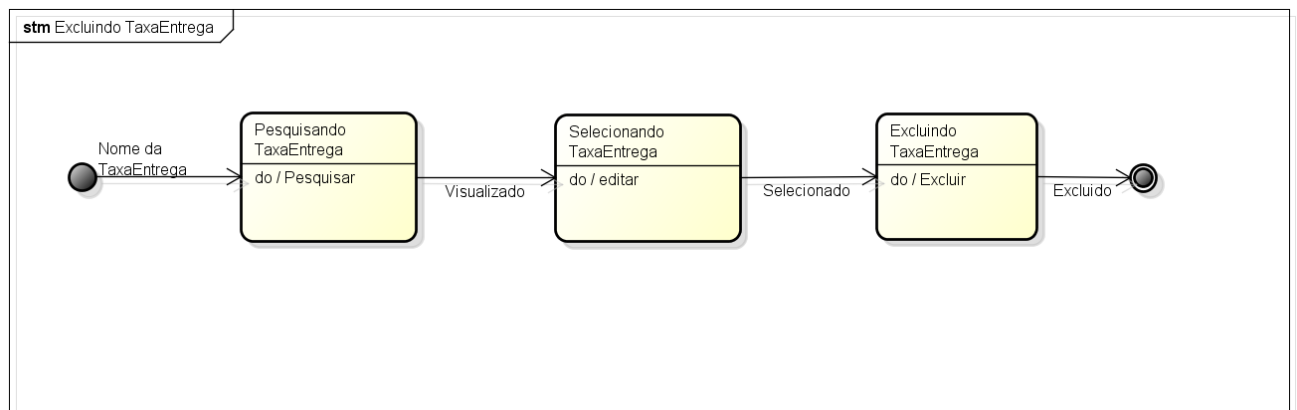 stm Excluindo TaxaEntrega
Nome da
TaxaEntrega
Pesquisando
TaxaEntrega
do / Pesquisar
Visualizado
Selecionando
TaxaEntrega
do / editar
Selecionado
Excluindo
TaxaEntrega
do / Excluir
Excluido